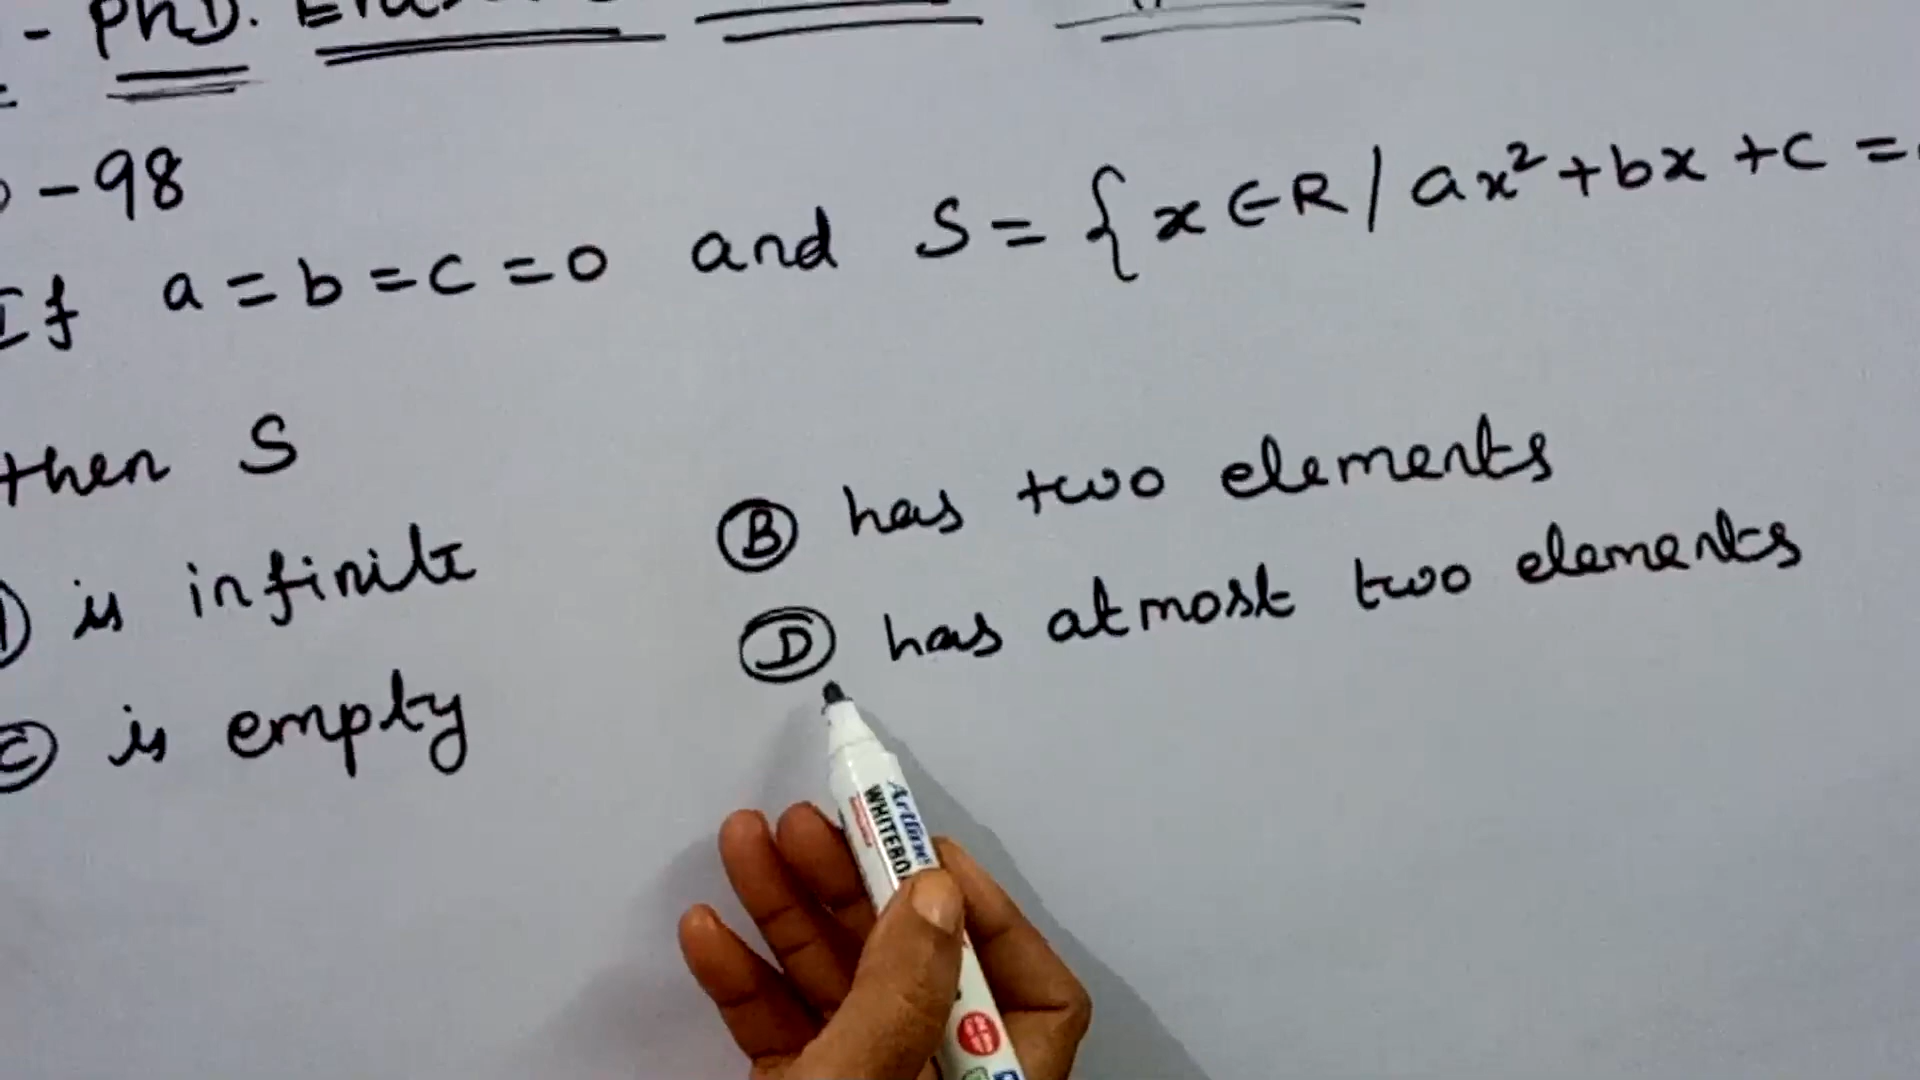 - PhD.
- 98
If a = b = c = 0 and S = { x ∈ R / ax² + bx + c =
then S
is infinite (B) has two elements
(C) is empty (D) has atmost two elements
Artline
WHITEBO